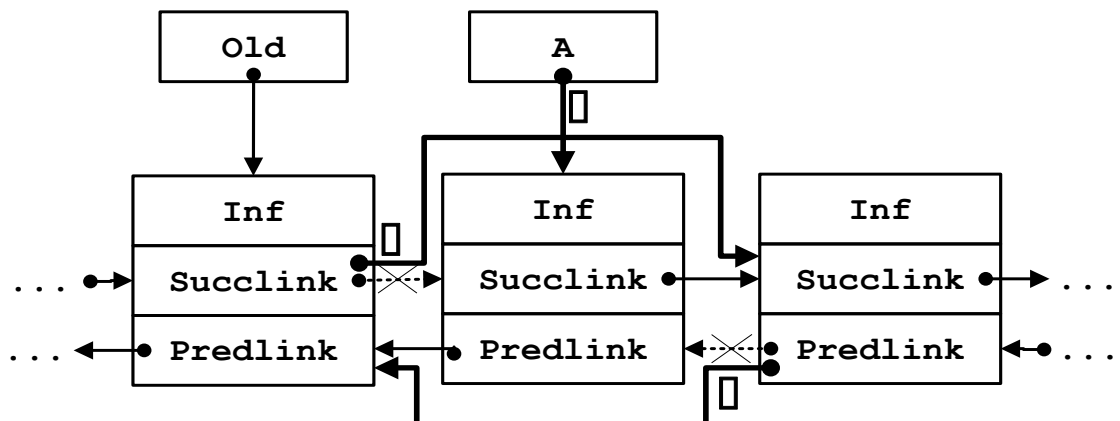 Old A
Inf Inf Inf
... Succlink Succlink Succlink ...
... Predlink Predlink Predlink ...